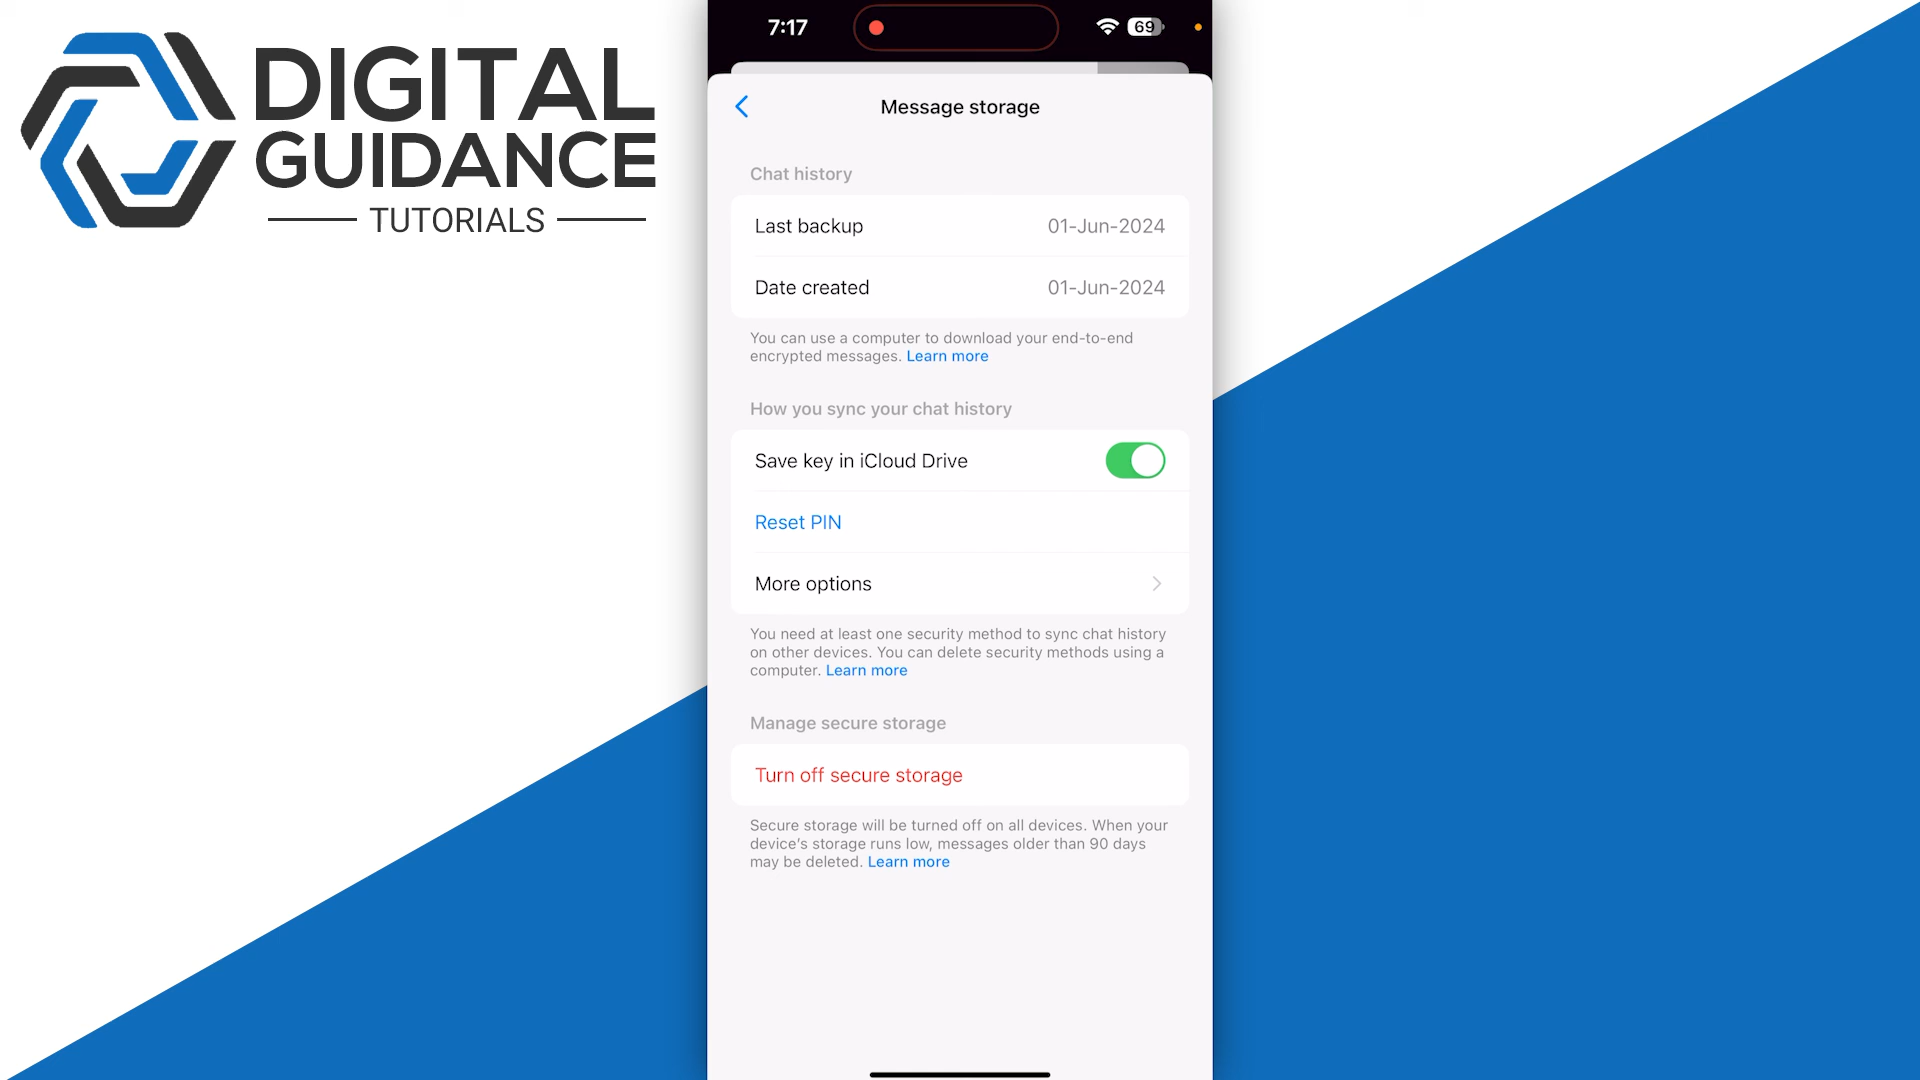 DIGITAL
GUIDANCE
TUTORIALS
7:17
69
Message storage
Chat history
Last backup 01-Jun-2024
Date created 01-Jun-2024
You can use a computer to download your end-to-end
encrypted messages. Learn more
How you sync your chat history
Save key in iCloud Drive
Reset PIN
More options
You need at least one security method to sync chat history
on other devices. You can delete security methods using a
computer. Learn more
Manage secure storage
Turn off secure storage
Secure storage will be turned off on all devices. When your
device's storage runs low, messages older than 90 days
may be deleted. Learn more